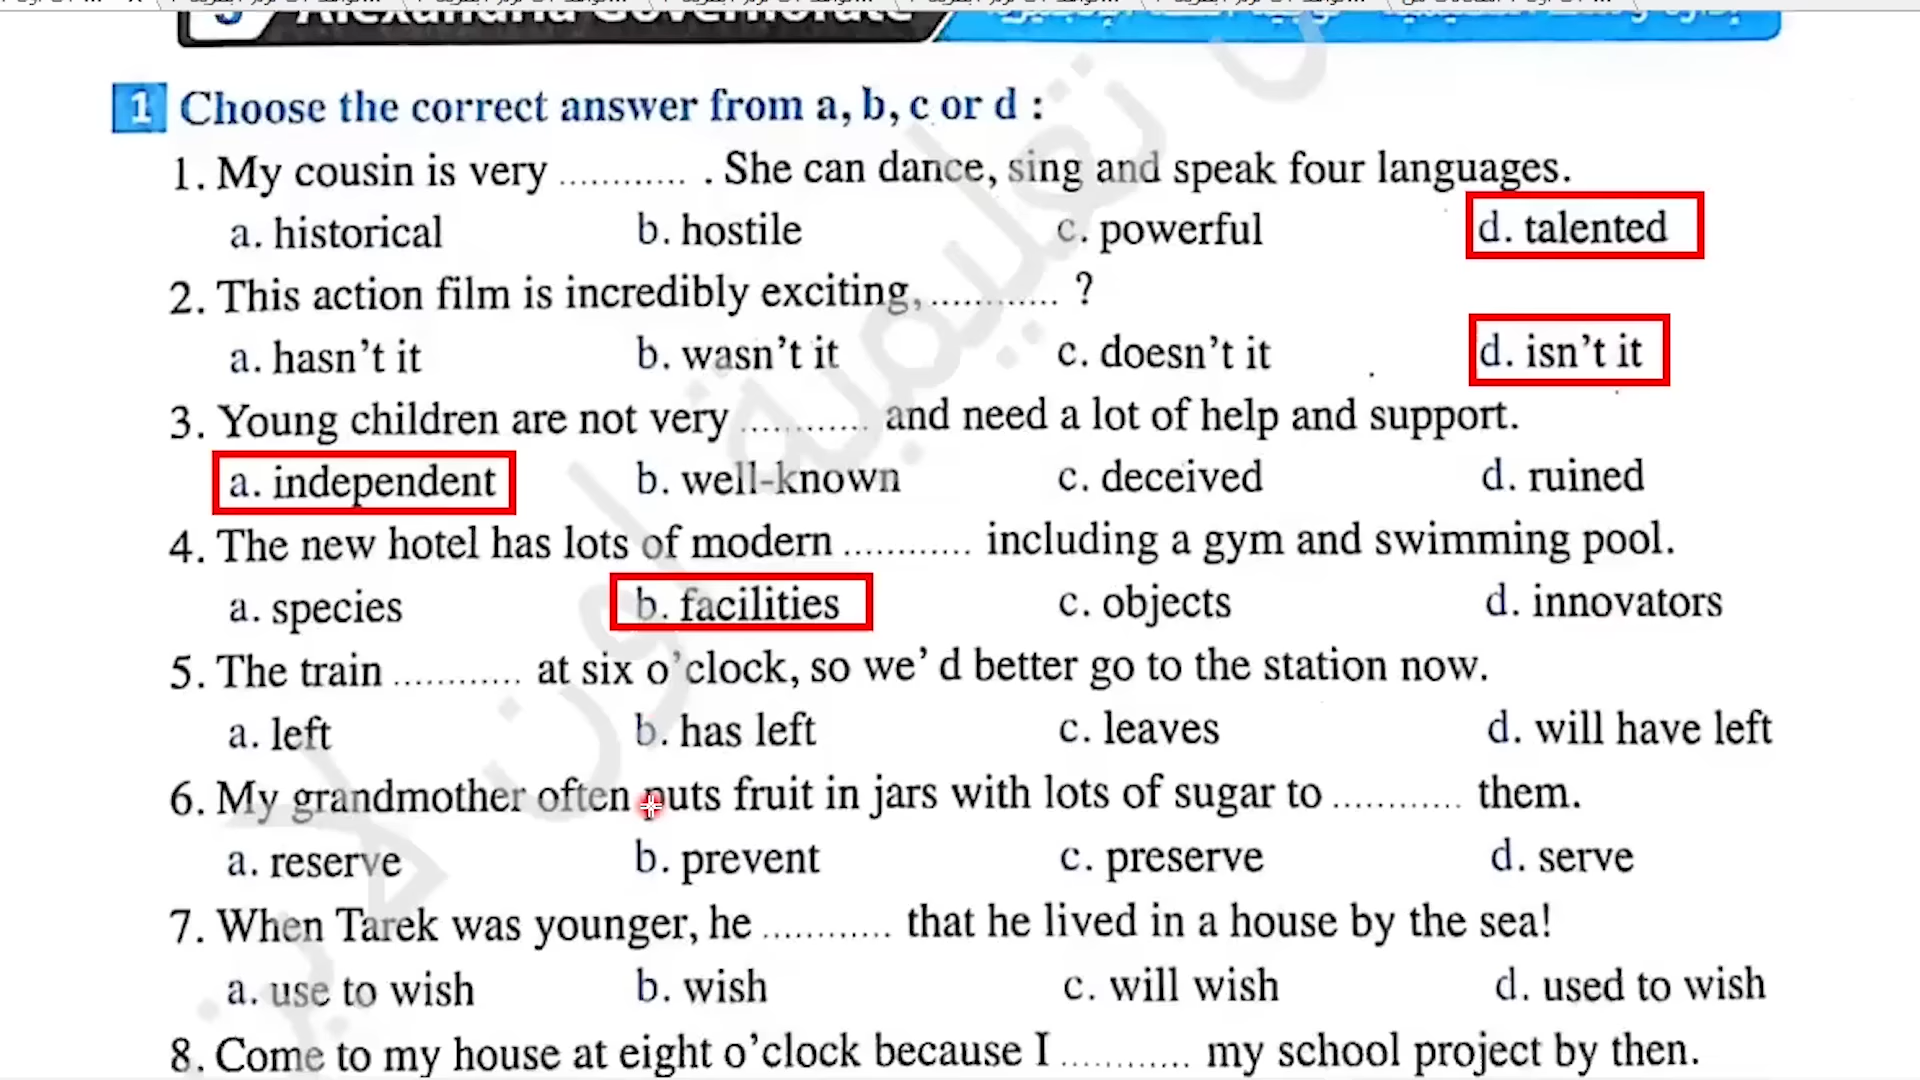 Alexandria Governorate
1 Choose the correct answer from a, b, c or d :
1. My cousin is very ............ . She can dance, sing and speak four languages.
a. historical b. hostile c. powerful d. talented
2. This action film is incredibly exciting, ............ ?
a. hasn’t it b. wasn’t it c. doesn’t it d. isn’t it
3. Young children are not very ............ and need a lot of help and support.
a. independent b. well-known c. deceived d. ruined
4. The new hotel has lots of modern ............ including a gym and swimming pool.
a. species b. facilities c. objects d. innovators
5. The train ............ at six o’clock, so we’ d better go to the station now.
a. left b. has left c. leaves d. will have left
6. My grandmother often puts fruit in jars with lots of sugar to ............ them.
a. reserve b. prevent c. preserve d. serve
7. When Tarek was younger, he ............ that he lived in a house by the sea!
a. use to wish b. wish c. will wish d. used to wish
8. Come to my house at eight o’clock because I ............ my school project by then.